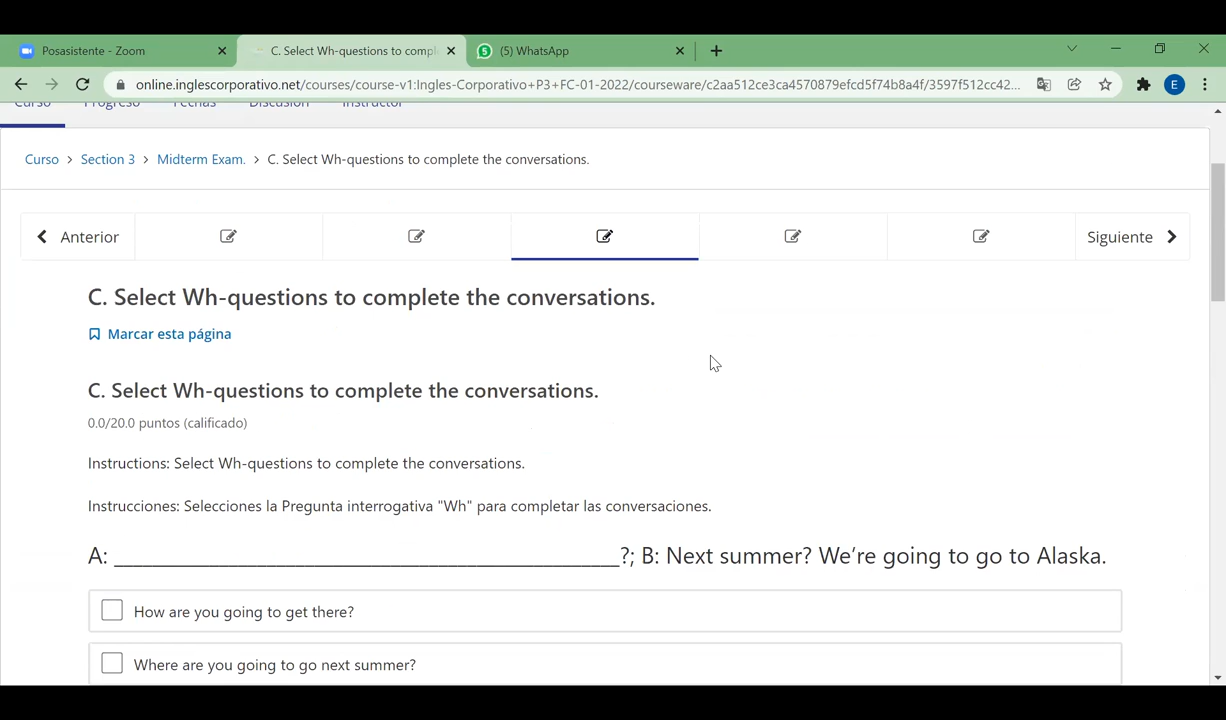 Posasistente - Zoom
C. Select Wh-questions to compl
(5) WhatsApp
online.inglescorporativo.net/courses/course-v1:Ingles-Corporativo+P3+FC-01-2022/courseware/c2aa512ce3ca4570879efcd5f74b8a4f/3597f512cc42...
E
Curso Progreso Fechas Discusión Instructor
Curso > Section 3 > Midterm Exam. > C. Select Wh-questions to complete the conversations.
Anterior
Siguiente
C. Select Wh-questions to complete the conversations.
Marcar esta página
C. Select Wh-questions to complete the conversations.
0.0/20.0 puntos (calificado)
Instructions: Select Wh-questions to complete the conversations.
Instrucciones: Selecciones la Pregunta interrogativa "Wh" para completar las conversaciones.
A: ________________________________________?; B: Next summer? We’re going to go to Alaska.
How are you going to get there?
Where are you going to go next summer?